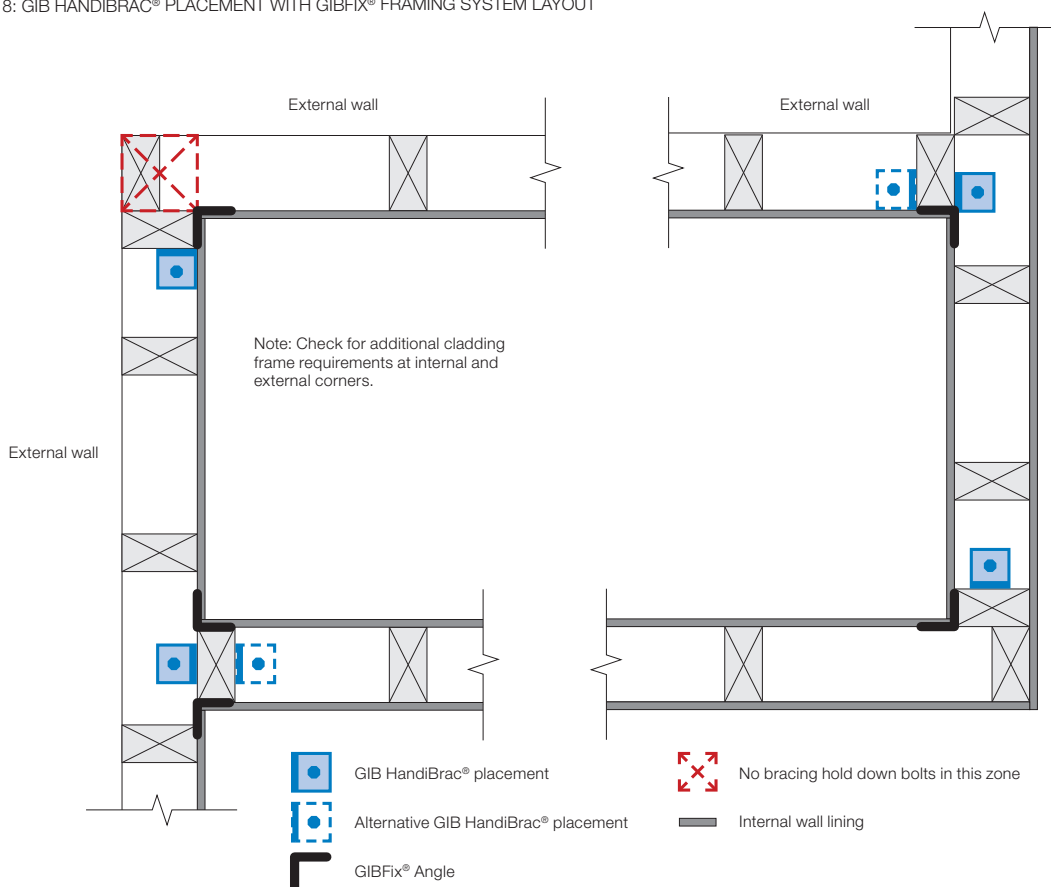 8: GIB HANDIBRAC® PLACEMENT WITH GIBFIX® FRAMING SYSTEM LAYOUT
External wall
External wall
Note: Check for additional cladding
frame requirements at internal and
external corners.
External wall
GIB HandiBrac® placement
No bracing hold down bolts in this zone
Alternative GIB HandiBrac® placement
Internal wall lining
GIBFix® Angle